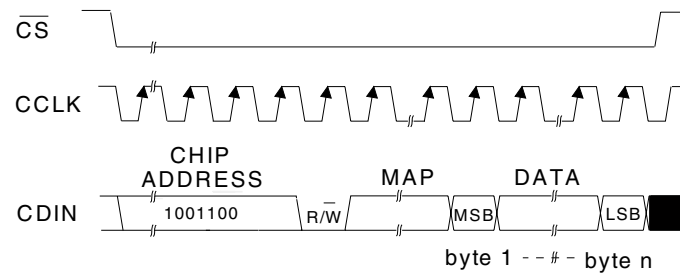 CS
CCLK
CHIP
ADDRESS
MAP
DATA
CDIN
1001100
R/W
MSB
LSB
byte 1
byte n